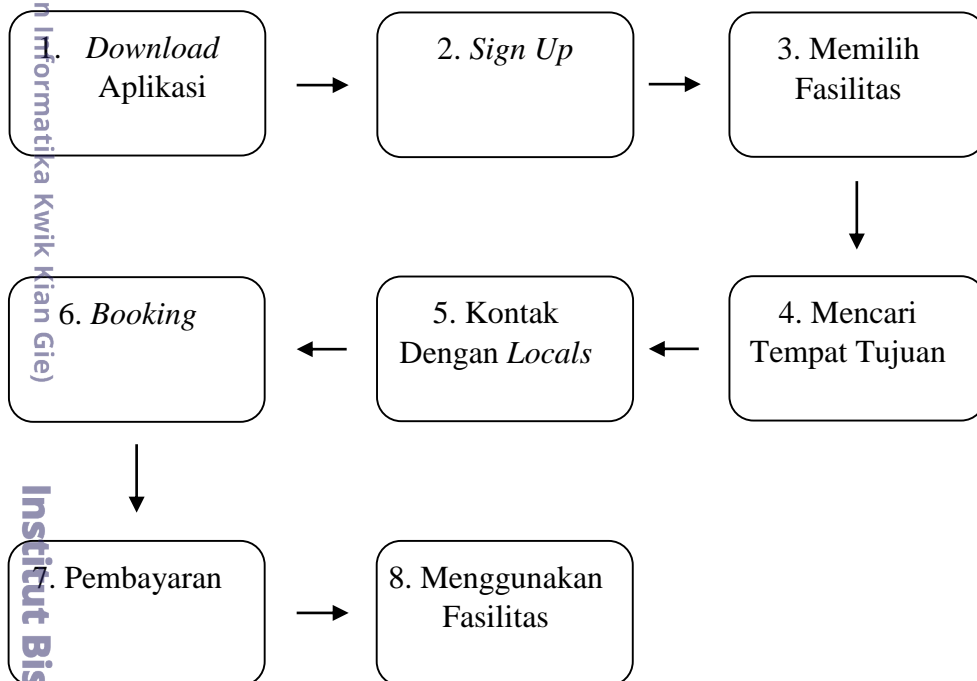 1. Download
Aplikasi
2. Sign Up
3. Memilih
Fasilitas
4. Mencari
Tempat Tujuan
5. Kontak
Dengan Locals
6. Booking
7. Pembayaran
8. Menggunakan
Fasilitas
n Informatika Kwik Kian Gie)
Institut Bis